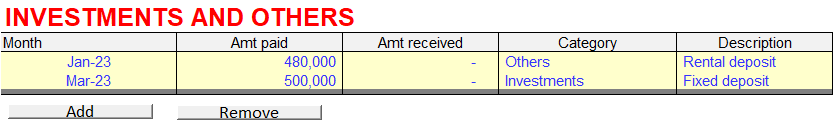 INVESTMENTS AND OTHERS
Month Amt paid Amt received Category Description
Jan-23 480,000 - Others Rental deposit
Mar-23 500,000 - Investments Fixed deposit
Add Remove